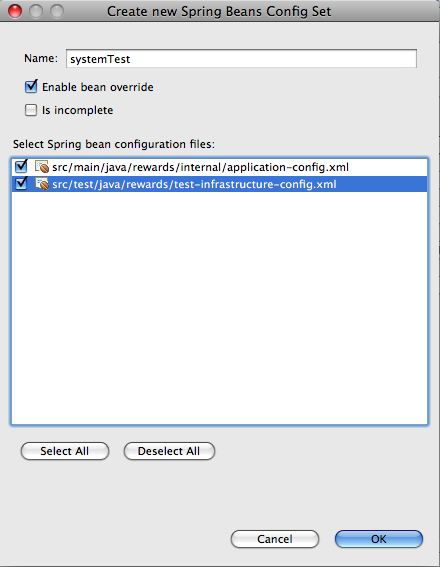 Create new Spring Beans Config Set
Name: systemTest
Enable bean override
Is incomplete
Select Spring bean configuration files:
src/main/java/rewards/internal/application-config.xml
src/test/java/rewards/test-infrastructure-config.xml
Select All Deselect All
Cancel OK